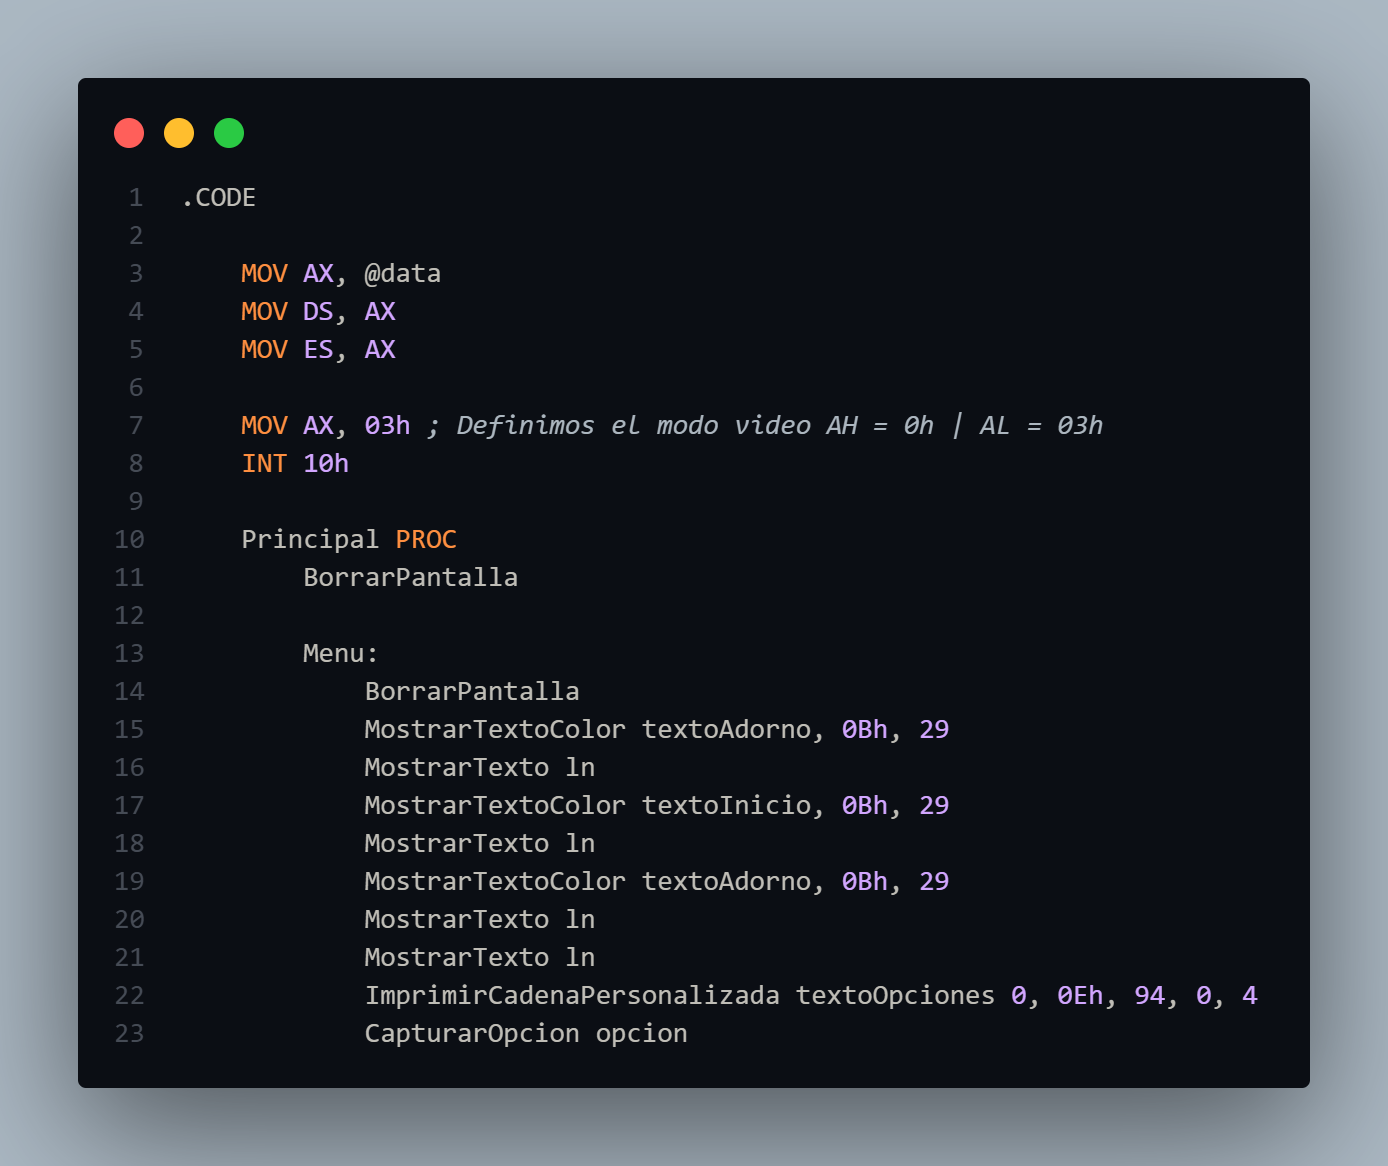 1 .CODE
2
3 MOV AX, @data
4 MOV DS, AX
5 MOV ES, AX
6
7 MOV AX, 03h ; Definimos el modo video AH = 0h | AL = 03h
8 INT 10h
9
10 Principal PROC
11 BorrarPantalla
12
13 Menu:
14 BorrarPantalla
15 MostrarTextoColor textoAdorno, 0Bh, 29
16 MostrarTexto ln
17 MostrarTextoColor textoInicio, 0Bh, 29
18 MostrarTexto ln
19 MostrarTextoColor textoAdorno, 0Bh, 29
20 MostrarTexto ln
21 MostrarTexto ln
22 ImprimirCadenaPersonalizada textoOpciones 0, 0Eh, 94, 0, 4
23 CapturarOpcion opcion